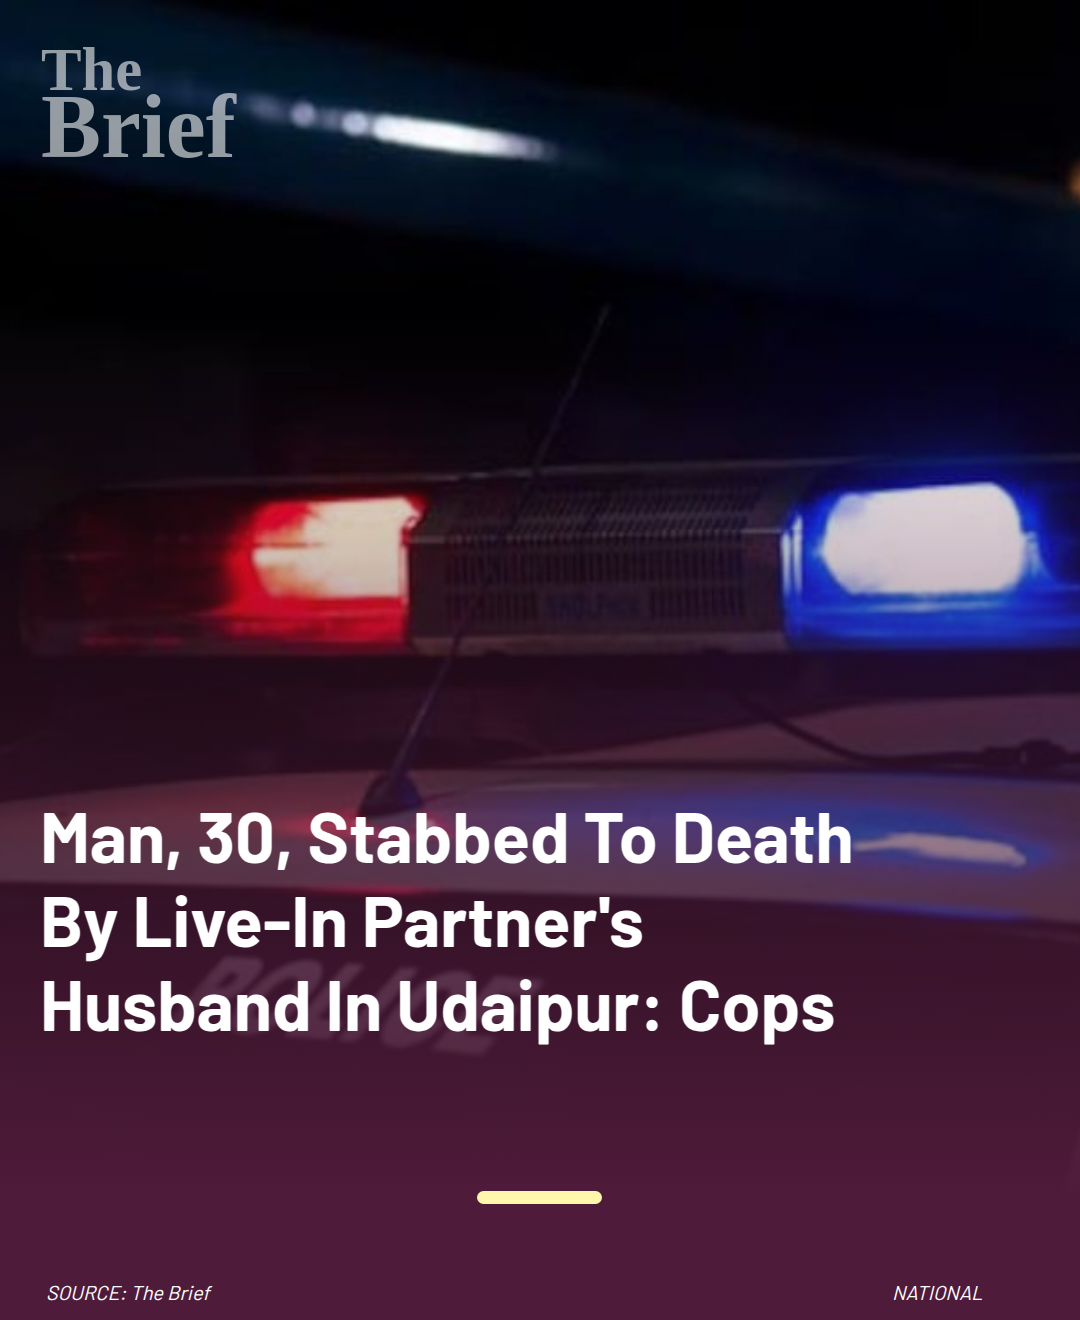 The
Brief
Man, 30, Stabbed To Death
By Live-In Partner's
Husband In Udaipur: Cops
POLICE
SOURCE: The Brief
NATIONAL